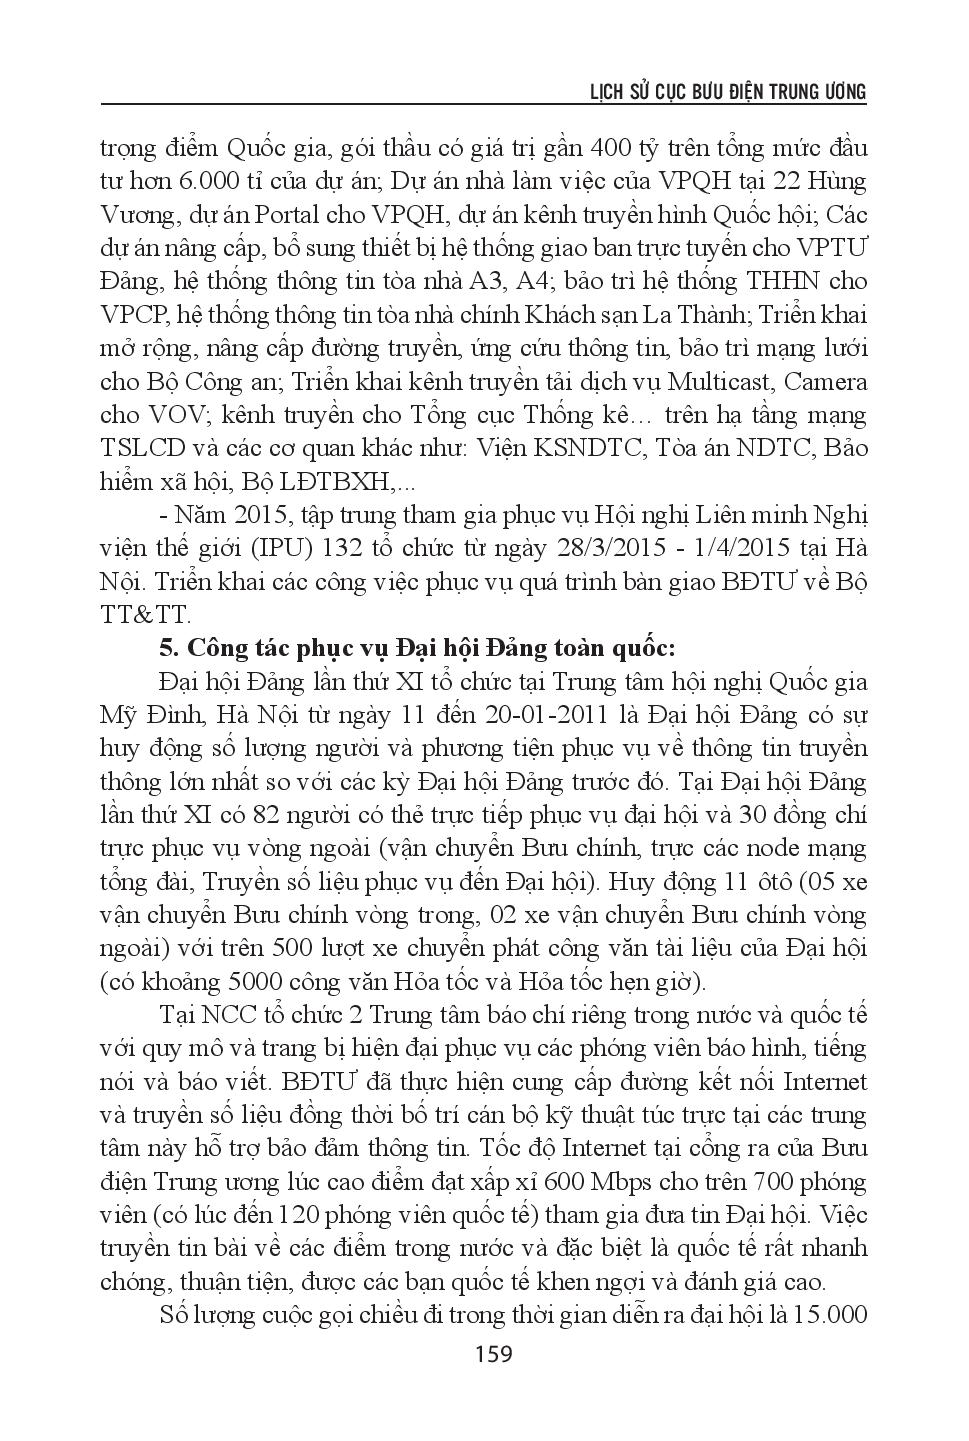 LỊCH SỬ CỤC BƯU ĐIỆN TRUNG ƯƠNG
trọng điểm Quốc gia, gói thầu có giá trị gần 400 tỷ trên tổng mức đầu
tư hơn 6.000 tỉ của dự án; Dự án nhà làm việc của VPQH tại 22 Hùng
Vương, dự án Portal cho VPQH, dự án kênh truyền hình Quốc hội; Các
dự án nâng cấp, bổ sung thiết bị hệ thống giao ban trực tuyến cho VPTƯ
Đảng, hệ thống thông tin tòa nhà A3, A4; bảo trì hệ thống THHN cho
VPCP, hệ thống thông tin tòa nhà chính Khách sạn La Thành; Triển khai
mở rộng, nâng cấp đường truyền, ứng cứu thông tin, bảo trì mạng lưới
cho Bộ Công an; Triển khai kênh truyền tải dịch vụ Multicast, Camera
cho VOV; kênh truyền cho Tổng cục Thống kê… trên hạ tầng mạng
TSLCD và các cơ quan khác như: Viện KSNDTC, Tòa án NDTC, Bảo
hiểm xã hội, Bộ LĐTBXH,...
- Năm 2015, tập trung tham gia phục vụ Hội nghị Liên minh Nghị
viện thế giới (IPU) 132 tổ chức từ ngày 28/3/2015 - 1/4/2015 tại Hà
Nội. Triển khai các công việc phục vụ quá trình bàn giao BĐTƯ về Bộ
TT&TT.
5. Công tác phục vụ Đại hội Đảng toàn quốc:
Đại hội Đảng lần thứ XI tổ chức tại Trung tâm hội nghị Quốc gia
Mỹ Đình, Hà Nội từ ngày 11 đến 20-01-2011 là Đại hội Đảng có sự
huy động số lượng người và phương tiện phục vụ về thông tin truyền
thông lớn nhất so với các kỳ Đại hội Đảng trước đó. Tại Đại hội Đảng
lần thứ XI có 82 người có thẻ trực tiếp phục vụ đại hội và 30 đồng chí
trực phục vụ vòng ngoài (vận chuyển Bưu chính, trực các node mạng
tổng đài, Truyền số liệu phục vụ đến Đại hội). Huy động 11 ôtô (05 xe
vận chuyển Bưu chính vòng trong, 02 xe vận chuyển Bưu chính vòng
ngoài) với trên 500 lượt xe chuyển phát công văn tài liệu của Đại hội
(có khoảng 5000 công văn Hỏa tốc và Hỏa tốc hẹn giờ).
Tại NCC tổ chức 2 Trung tâm báo chí riêng trong nước và quốc tế
với quy mô và trang bị hiện đại phục vụ các phóng viên báo hình, tiếng
nói và báo viết. BĐTƯ đã thực hiện cung cấp đường kết nối Internet
và truyền số liệu đồng thời bố trí cán bộ kỹ thuật túc trực tại các trung
tâm này hỗ trợ bảo đảm thông tin. Tốc độ Internet tại cổng ra của Bưu
điện Trung ương lúc cao điểm đạt xấp xỉ 600 Mbps cho trên 700 phóng
viên (có lúc đến 120 phóng viên quốc tế) tham gia đưa tin Đại hội. Việc
truyền tin bài về các điểm trong nước và đặc biệt là quốc tế rất nhanh
chóng, thuận tiện, được các bạn quốc tế khen ngợi và đánh giá cao.
Số lượng cuộc gọi chiều đi trong thời gian diễn ra đại hội là 15.000
159